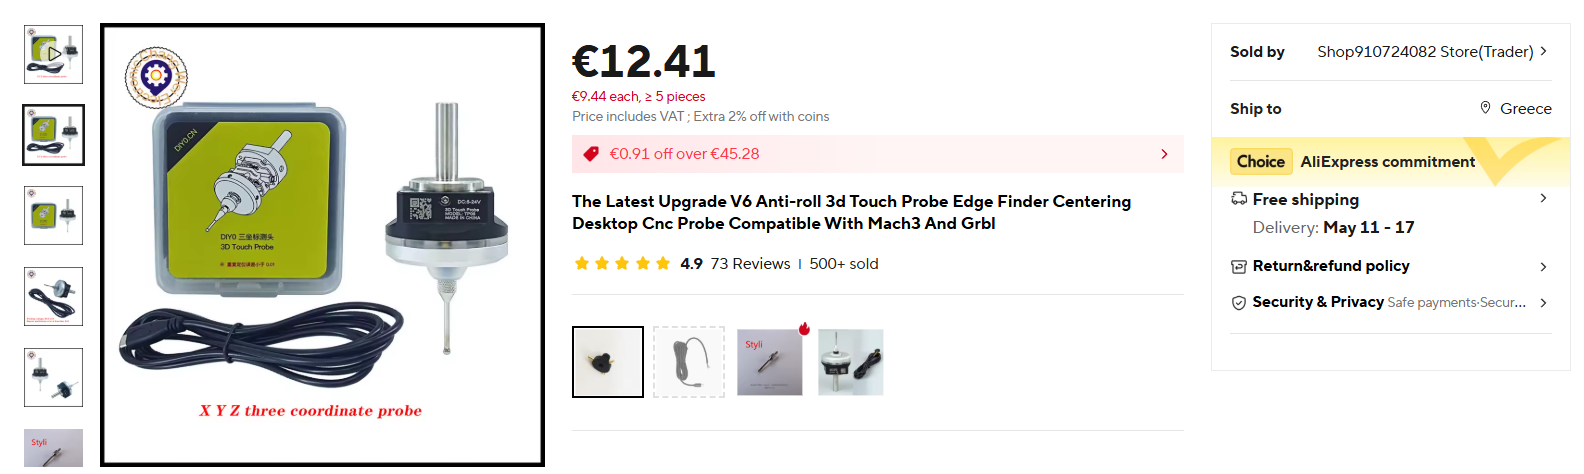 DIYO.CN
DIYO 三坐标测头
3D Touch Probe
DC:5-24V
3D Touch Probe
MADE IN CHINA
X Y Z three coordinate probe
Styli
€12.41
€9.44 each, ≥ 5 pieces
Price includes VAT ; Extra 2% off with coins
€0.91 off over €45.28
The Latest Upgrade V6 Anti-roll 3d Touch Probe Edge Finder Centering
Desktop Cnc Probe Compatible With Mach3 And Grbl
4.9 73 Reviews | 500+ sold
Styli
Sold by Shop910724082 Store(Trader)
Ship to Greece
Choice AliExpress commitment
Free shipping
Delivery: May 11 - 17
Return&refund policy
Security & Privacy Safe payments·Secur...